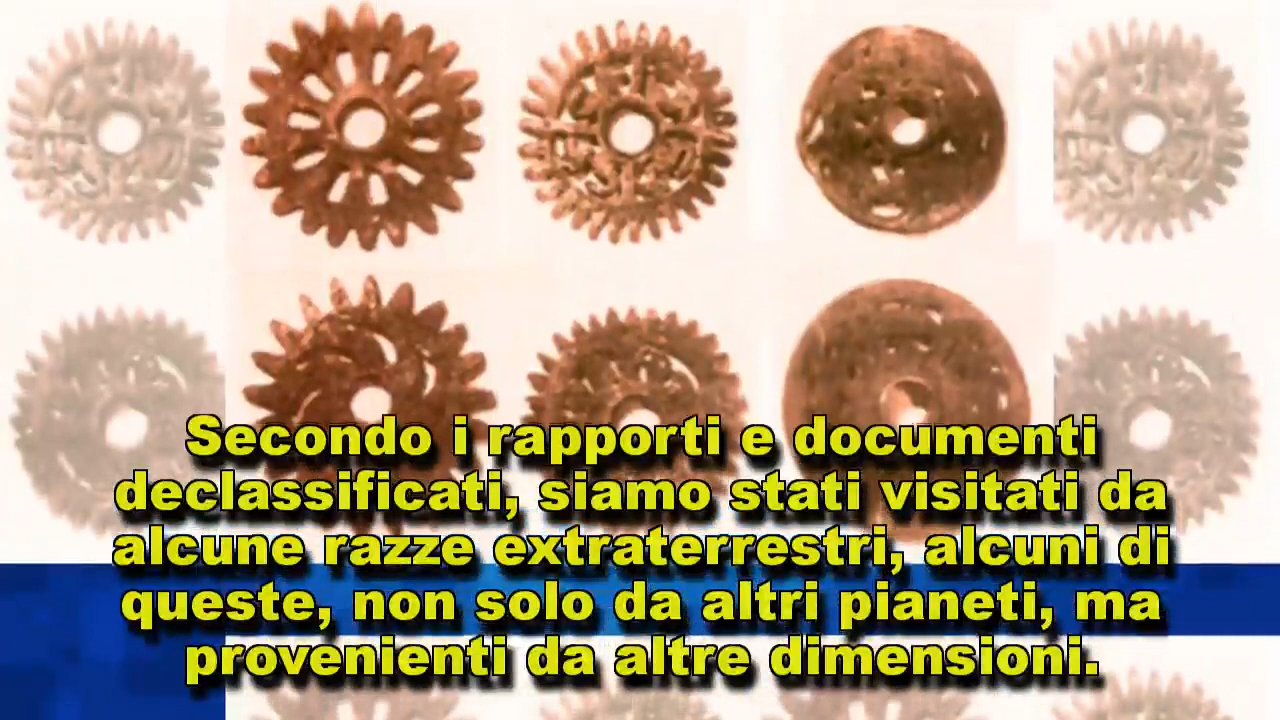 Secondo i rapporti e documenti
declassificati, siamo stati visitati da
alcune razze extraterrestri, alcuni di
queste, non solo da altri pianeti, ma
provenienti da altre dimensioni.